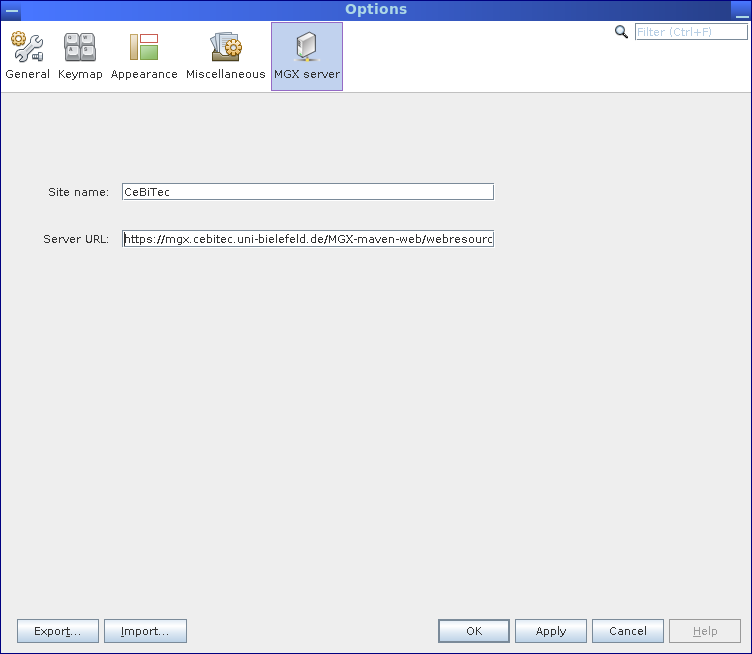 Options
Filter (Ctrl+F)
General Keymap Appearance Miscellaneous MGX server
Site name: CeBiTec
Server URL: https://mgx.cebitec.uni-bielefeld.de/MGX-maven-web/webresourc
Export... Import... OK Apply Cancel Help